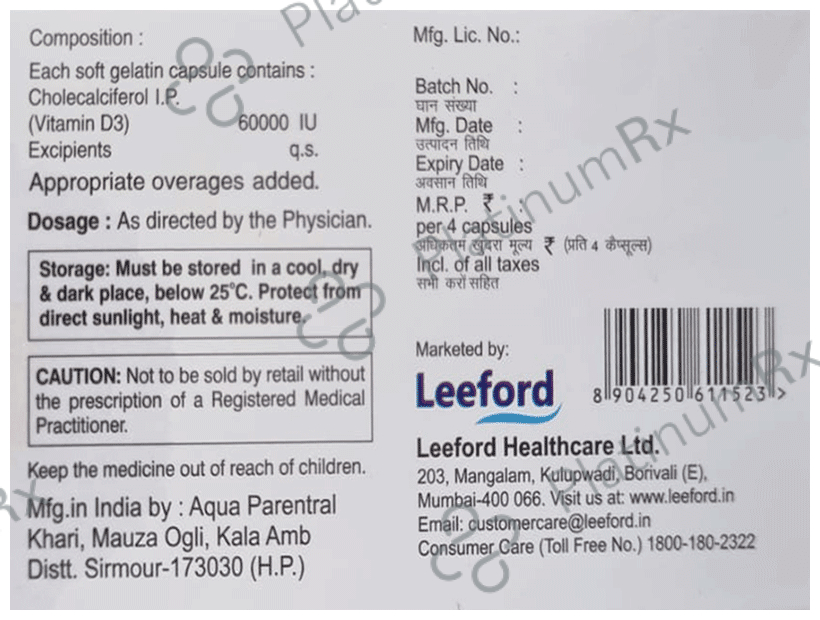 Composition :
Each soft gelatin capsule contains :
Cholecalciferol I.P.
(Vitamin D3) 60000 IU
Excipients q.s.
Appropriate overages added.
Dosage : As directed by the Physician.
Storage: Must be stored in a cool, dry
& dark place, below 25°C. Protect from
direct sunlight, heat & moisture.
CAUTION: Not to be sold by retail without
the prescription of a Registered Medical
Practitioner.
Keep the medicine out of reach of children.
Mfg.in India by : Aqua Parentral
Khari, Mauza Ogli, Kala Amb
Distt. Sirmour-173030 (H.P.)
Mfg. Lic. No.:
Batch No. :
घान संख्या
Mfg. Date :
उत्पादन तिथि
Expiry Date :
अवसान तिथि
M.R.P. ₹ :
per 4 capsules
अधिकतम खुदरा मूल्य ₹ (प्रति 4 कैप्सूल्स)
Incl. of all taxes
सभी करों सहित
Marketed by:
Leeford
8 904250 611523 >
Leeford Healthcare Ltd.
203, Mangalam, Kulupwadi, Borivali (E),
Mumbai-400 066. Visit us at: www.leeford.in
Email: customercare@leeford.in
Consumer Care (Toll Free No.) 1800-180-2322
PlatinumRx
PlatinumRx